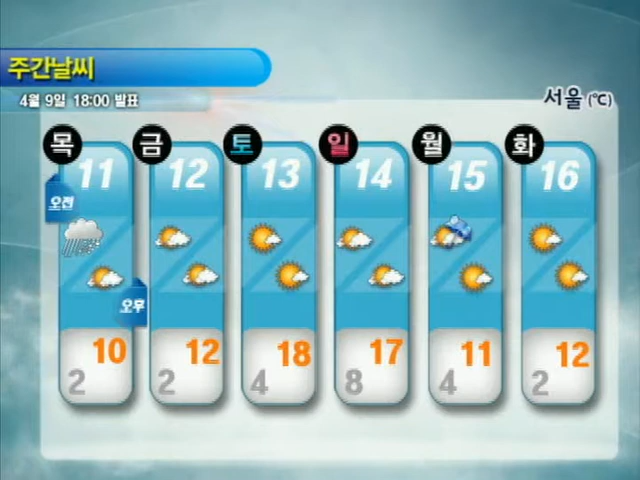 주간날씨
4월 9일 18:00 발표
서울 (℃)
목 금 토 일 월 화
11 12 13 14 15 16
오전
오후
10 12 18 17 11 12
2 2 4 8 4 2